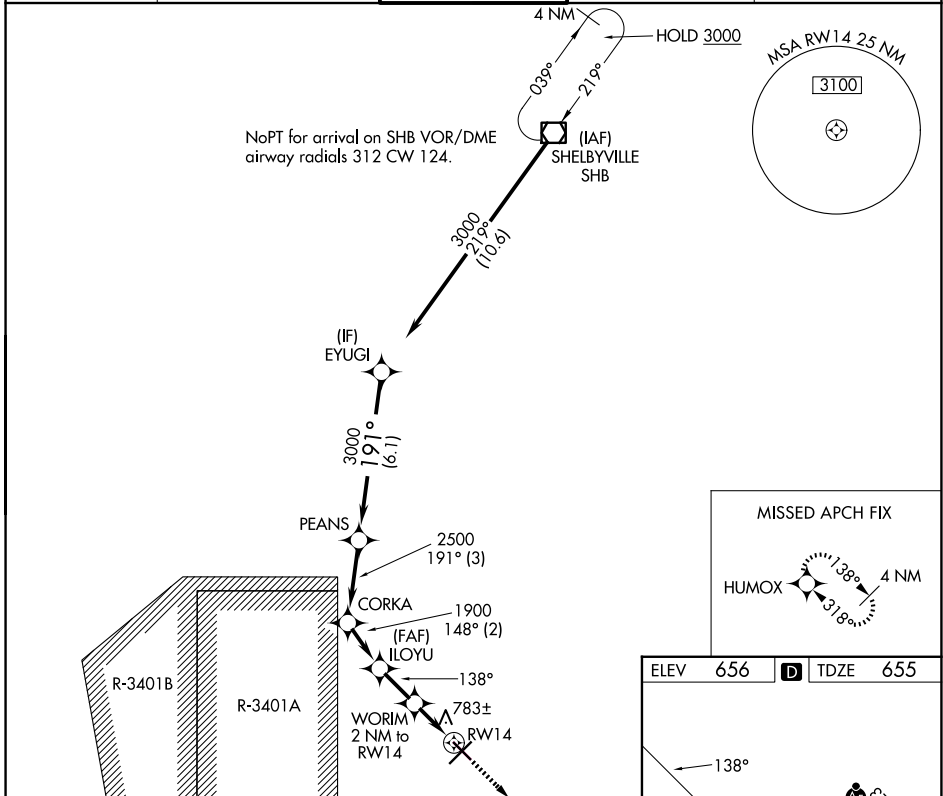 4 NM
HOLD 3000
039°
219°
MSA RW14 25 NM
3100
NoPT for arrival on SHB VOR/DME
airway radials 312 CW 124.
(IAF)
SHELBYVILLE
SHB
3000
219°
(10.6)
(IF)
EYUGI
3000
191°
(6.1)
PEANS
2500
191° (3)
CORKA
1900
148° (2)
(FAF)
ILOYU
138°
R-3401B
R-3401A
WORIM
2 NM to
RW14
783±
RW14
MISSED APCH FIX
HUMOX
138°
318°
4 NM
ELEV 656 D TDZE 655
138°